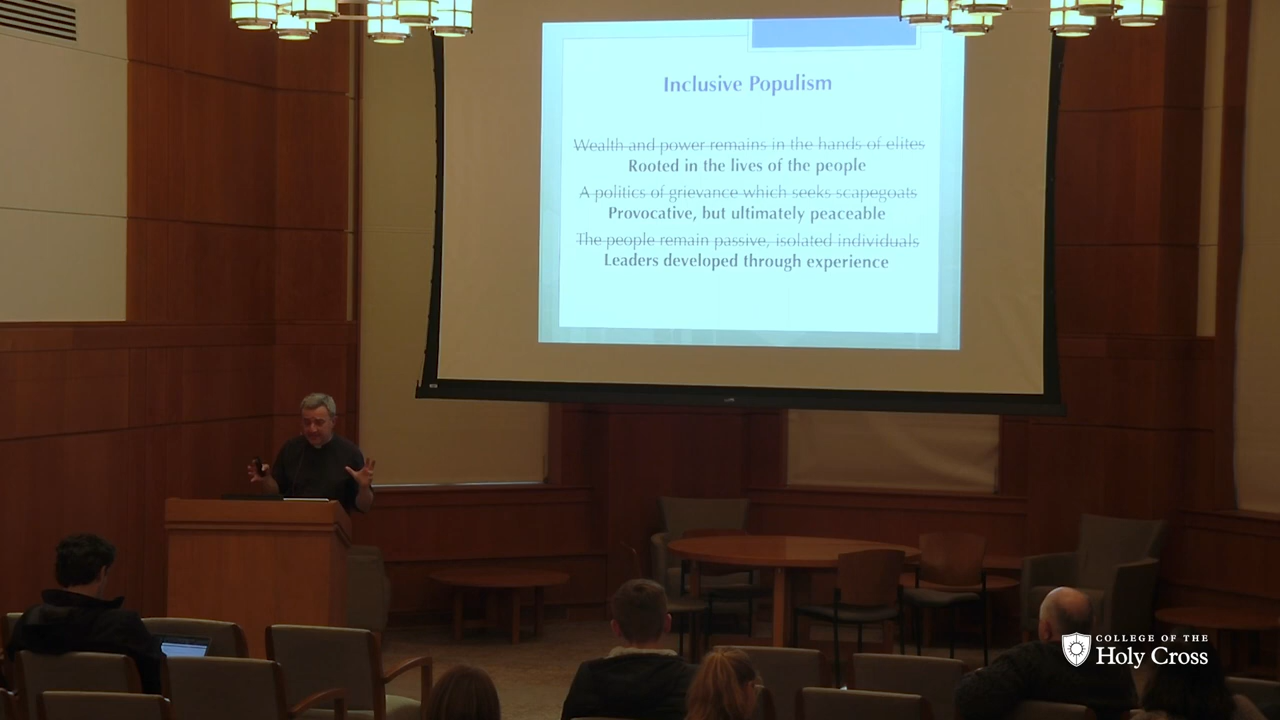 Inclusive Populism
Wealth and power remains in the hands of elites
Rooted in the lives of the people
A politics of grievance which seeks scapegoats
Provocative, but ultimately peaceable
The people remain passive, isolated individuals
Leaders developed through experience
COLLEGE OF THE
Holy Cross